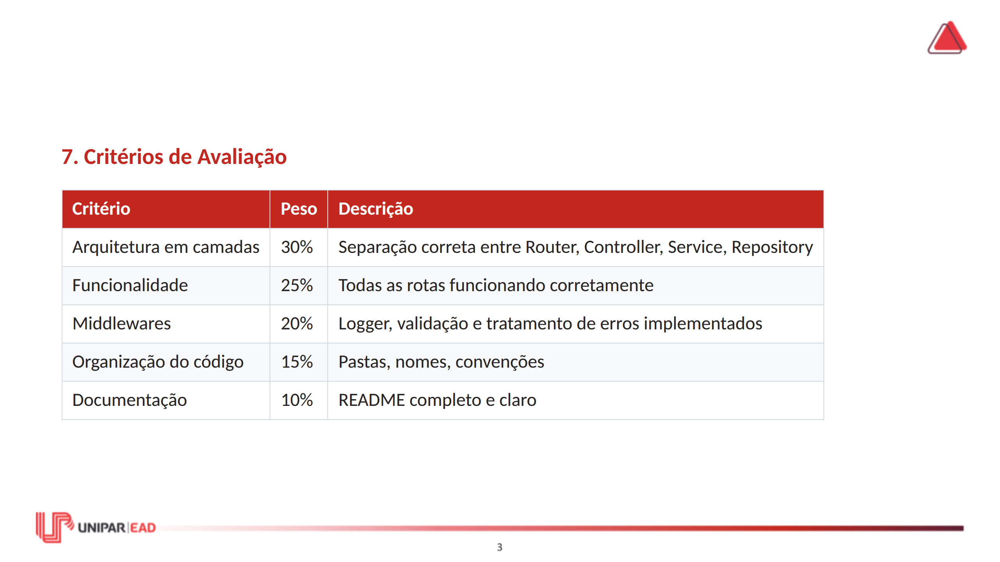 7. Critérios de Avaliação
Critério Peso Descrição
Arquitetura em camadas 30% Separação correta entre Router, Controller, Service, Repository
Funcionalidade 25% Todas as rotas funcionando corretamente
Middlewares 20% Logger, validação e tratamento de erros implementados
Organização do código 15% Pastas, nomes, convenções
Documentação 10% README completo e claro
UNIPAR|EAD
3